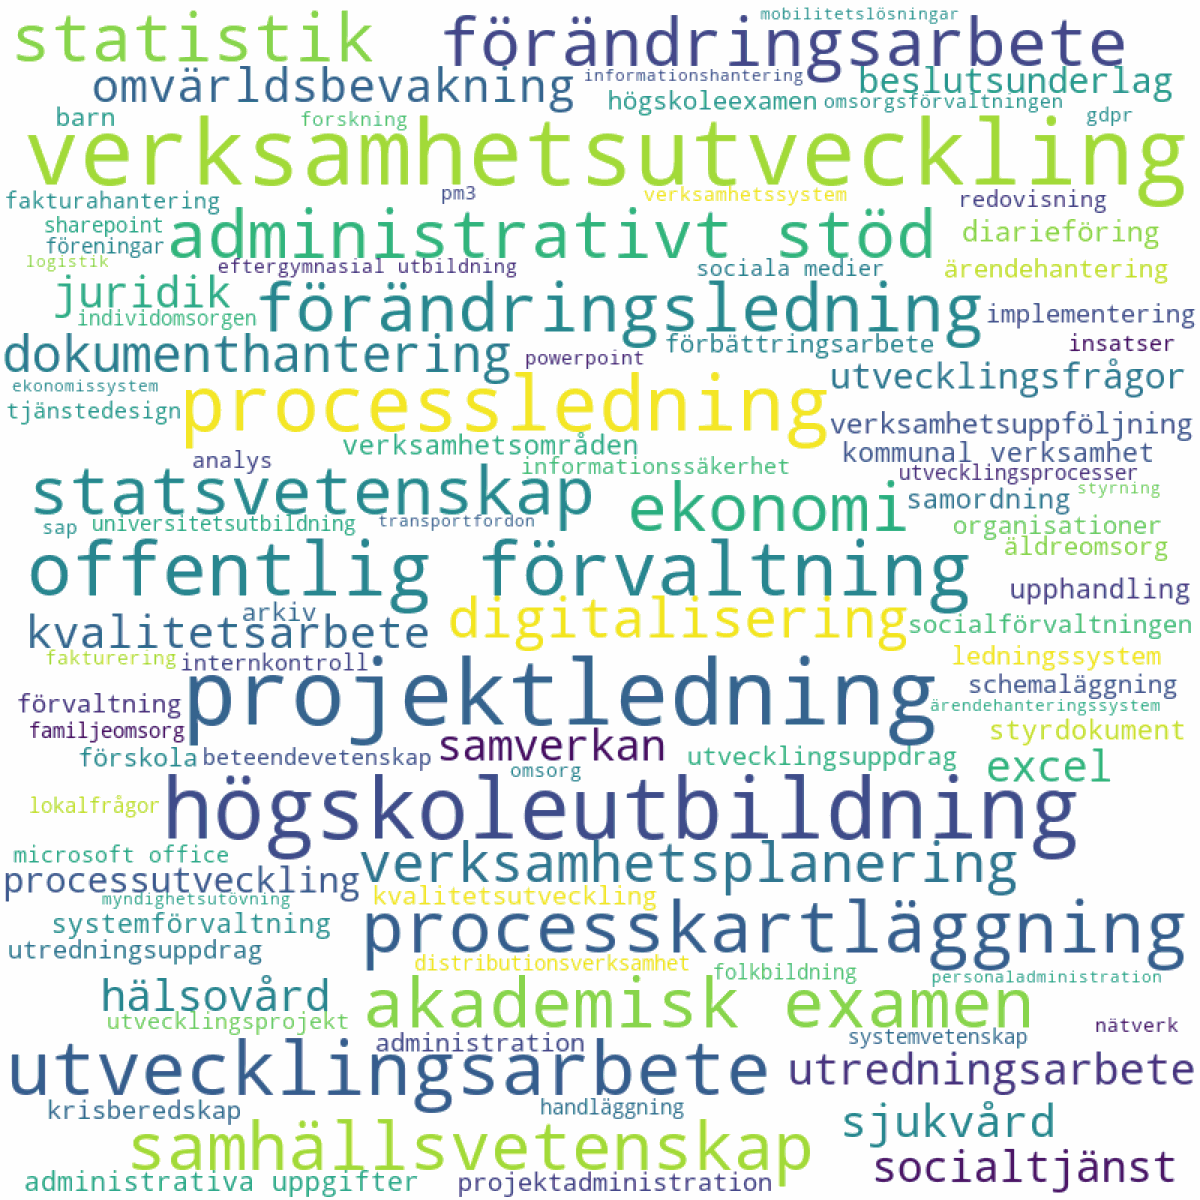 mobilitetslösningar
statistik förändringsarbete
omvärldsbevakning informationshantering beslutsunderlag
högskoleexamen omsorgsförvaltningen
barn forskning gdpr
verksamhetsutveckling
fakturahantering pm3 verksamhetssystem redovisning
sharepoint administrativt stöd diarieföring
föreningar
logistik eftergymnasial utbildning sociala medier ärendehantering
juridik förändringsledning implementering
individomsorgen
dokumenthantering powerpoint förbättringsarbete insatser
ekonomissystem processledning utvecklingsfrågor
tjänstedesign verksamhetsuppföljning
verksamhetsområden kommunal verksamhet
analys informationssäkerhet utvecklingsprocesser
statsvetenskap ekonomi samordning styrning
sap universitetsutbildning transportfordon organisationer
offentlig förvaltning äldreomsorg
upphandling
arkiv digitalisering
kvalitetsarbete socialförvaltningen
fakturering internkontroll ledningssystem
projektledning schemaläggning
förvaltning ärendehanteringssystem
familjeomsorg samverkan styrdokument
förskola beteendevetenskap omsorg utvecklingsuppdrag excel
lokalfrågor högskoleutbildning
microsoft office verksamhetsplanering
processutveckling
myndighetsutövning kvalitetsutveckling
systemförvaltning processkartläggning
utredningsuppdrag
distributionsverksamhet folkbildning personaladministration
hälsovård akademisk examen
utvecklingsprojekt nätverk
administration systemvetenskap
utvecklingsarbete utredningsarbete
krisberedskap handläggning sjukvård
samhällsvetenskap socialtjänst
administrativa uppgifter projektadministration